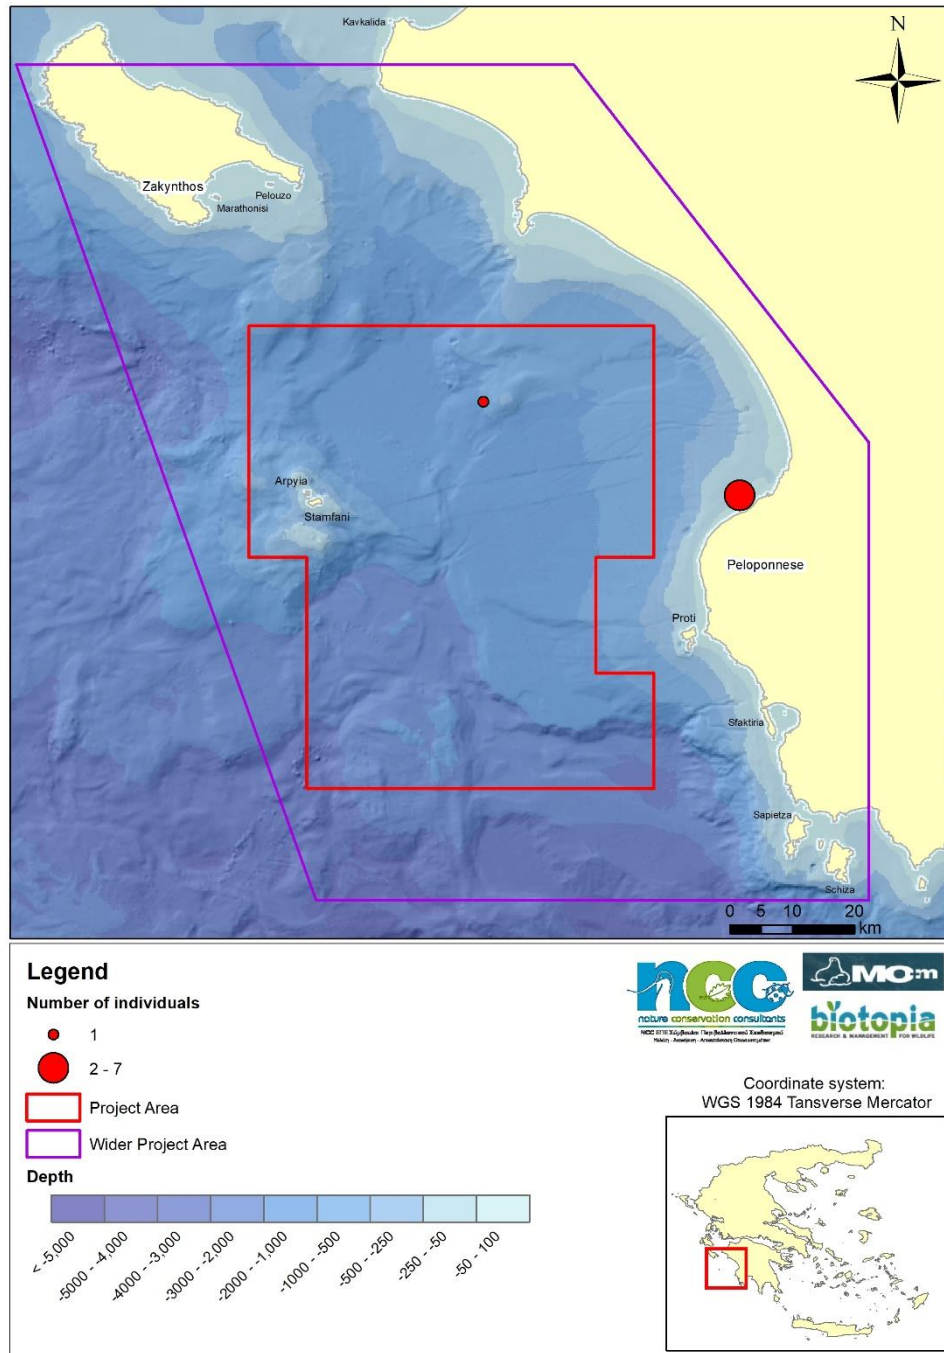 Kavkalida
N
Zakynthos
Pelouzo
Marathonisi
Arpyia
Stamfani
Peloponnese
Proti
Sfaktiria
Sapietza
Schiza
0 5 10 20
km
Legend
Number of individuals
1
2 - 7
Project Area
Wider Project Area
Depth
< -5,000
-5000 - -4,000
-4000 - -3,000
-3000 - -2,000
-2000 - -1,000
-1000 - -500
-500 - -250
-250 - -50
-50 - 100
ncc
nature conservation consultants
MOm
biotopia
RESEARCH & MANAGEMENT FOR WILDLIFE
Coordinate system:
WGS 1984 Tansverse Mercator